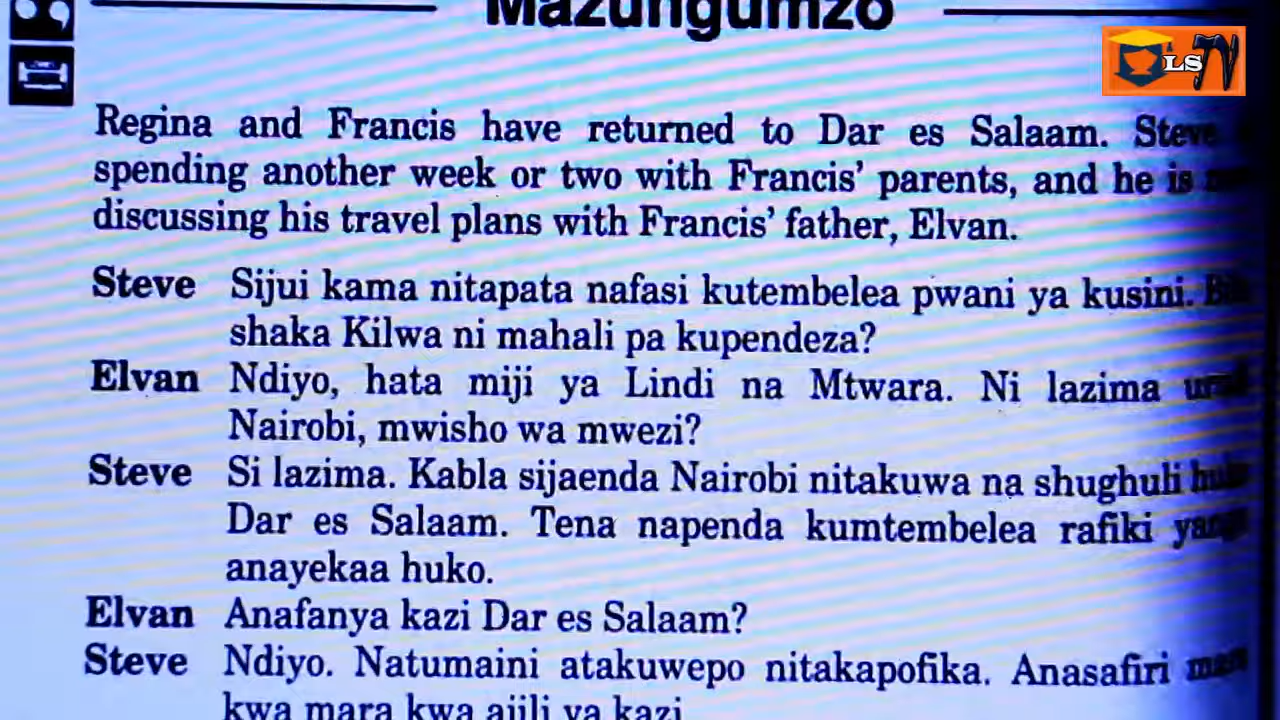 Mazungumzo
LS
Regina and Francis have returned to Dar es Salaam. Steve
spending another week or two with Francis' parents, and he is
discussing his travel plans with Francis' father, Elvan.
Steve Sijui kama nitapata nafasi kutembelea pwani ya kusini.
shaka Kilwa ni mahali pa kupendeza?
Elvan Ndiyo, hata miji ya Lindi na Mtwara. Ni lazima
Nairobi, mwisho wa mwezi?
Steve Si lazima. Kabla sijaenda Nairobi nitakuwa na shughuli
Dar es Salaam. Tena napenda kumtembelea rafiki
anayekaa huko.
Elvan Anafanya kazi Dar es Salaam?
Steve Ndiyo. Natumaini atakuwepo nitakapofika. Anasafiri
kwa mara kwa ajili ya kazi